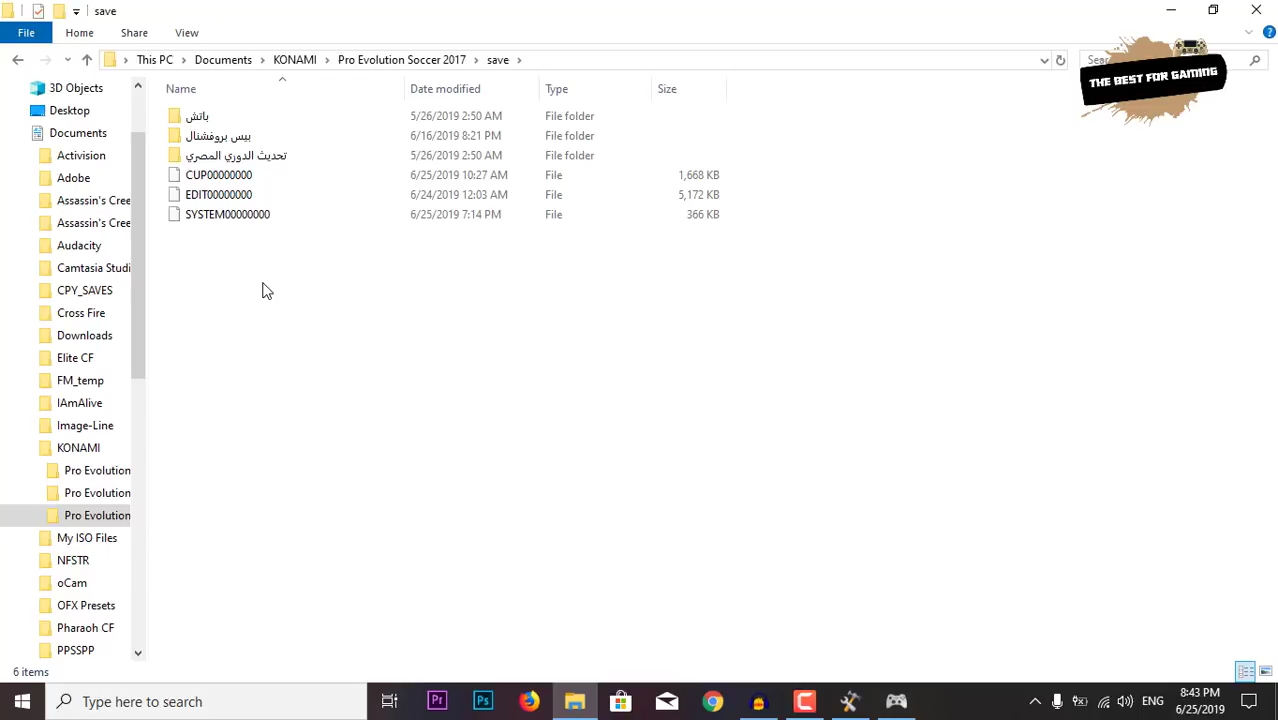 save
File Home Share View
This PC Documents KONAMI Pro Evolution Soccer 2017 save
THE BEST FOR GAMING
Name Date modified Type Size
باتش 5/26/2019 2:50 AM File folder
بيس بروفشنال 6/16/2019 8:21 PM File folder
تحديث الدوري المصري 5/26/2019 2:50 AM File folder
CUP00000000 6/25/2019 10:27 AM File 1,668 KB
EDIT00000000 6/24/2019 12:03 AM File 5,172 KB
SYSTEM00000000 6/25/2019 7:14 PM File 366 KB
3D Objects
Desktop
Documents
Activision
Adobe
Assassin's Cree
Assassin's Cree
Audacity
Camtasia Studi
CPY_SAVES
Cross Fire
Downloads
Elite CF
FM_temp
IAmAlive
Image-Line
KONAMI
Pro Evolution
Pro Evolution
Pro Evolution
My ISO Files
NFSTR
oCam
OFX Presets
Pharaoh CF
PPSSPP
6 items
Type here to search
Pr Ps
ENG
8:43 PM
6/25/2019